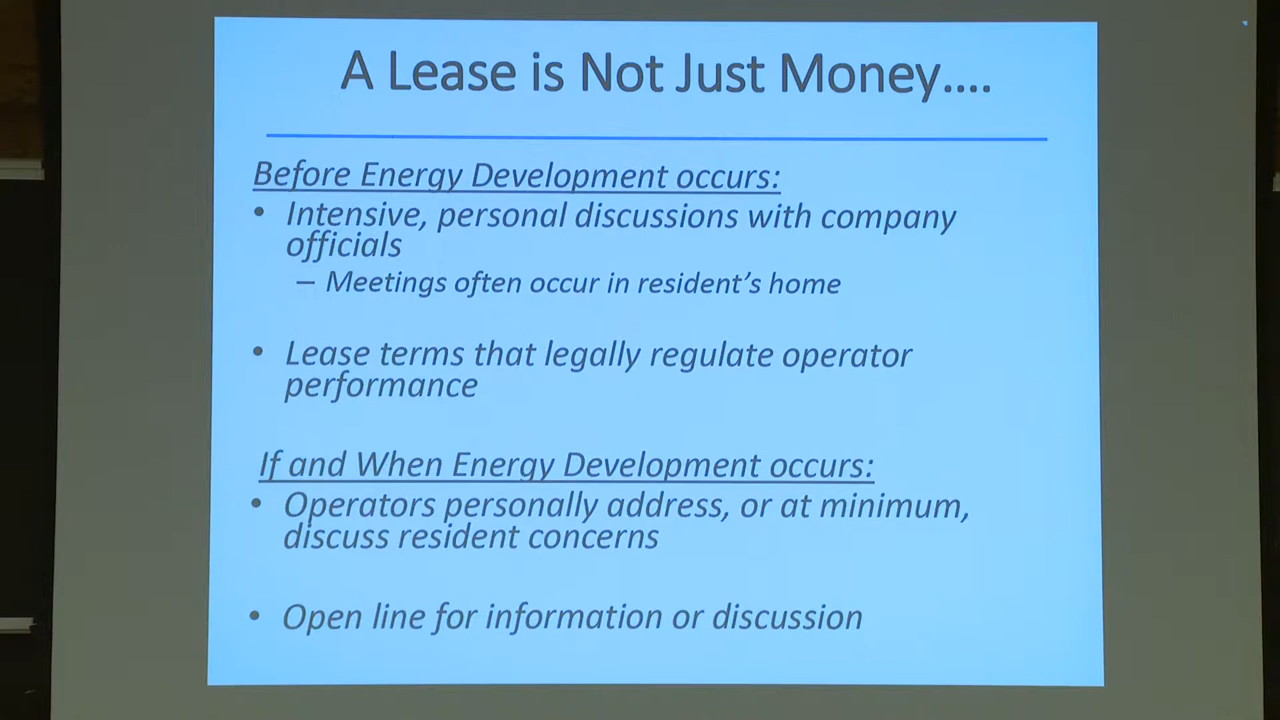 A Lease is Not Just Money....
Before Energy Development occurs:
• Intensive, personal discussions with company
officials
– Meetings often occur in resident's home
• Lease terms that legally regulate operator
performance
If and When Energy Development occurs:
• Operators personally address, or at minimum,
discuss resident concerns
• Open line for information or discussion